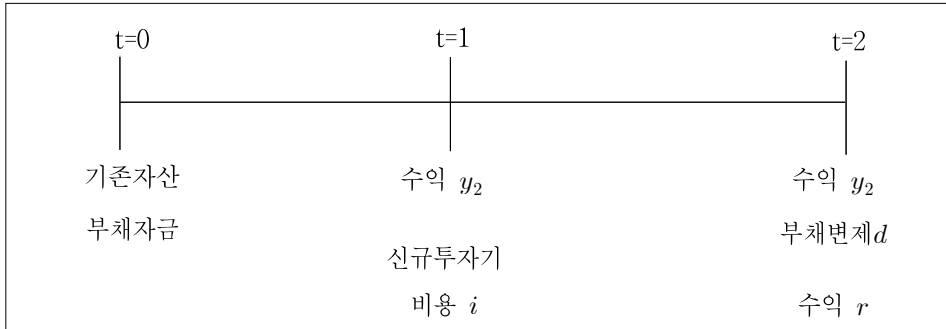 t=0 t=1 t=2
기존자산 수익 y₂ 수익 y₂
부채자금 부채변제d
신규투자기
비용 i 수익 r